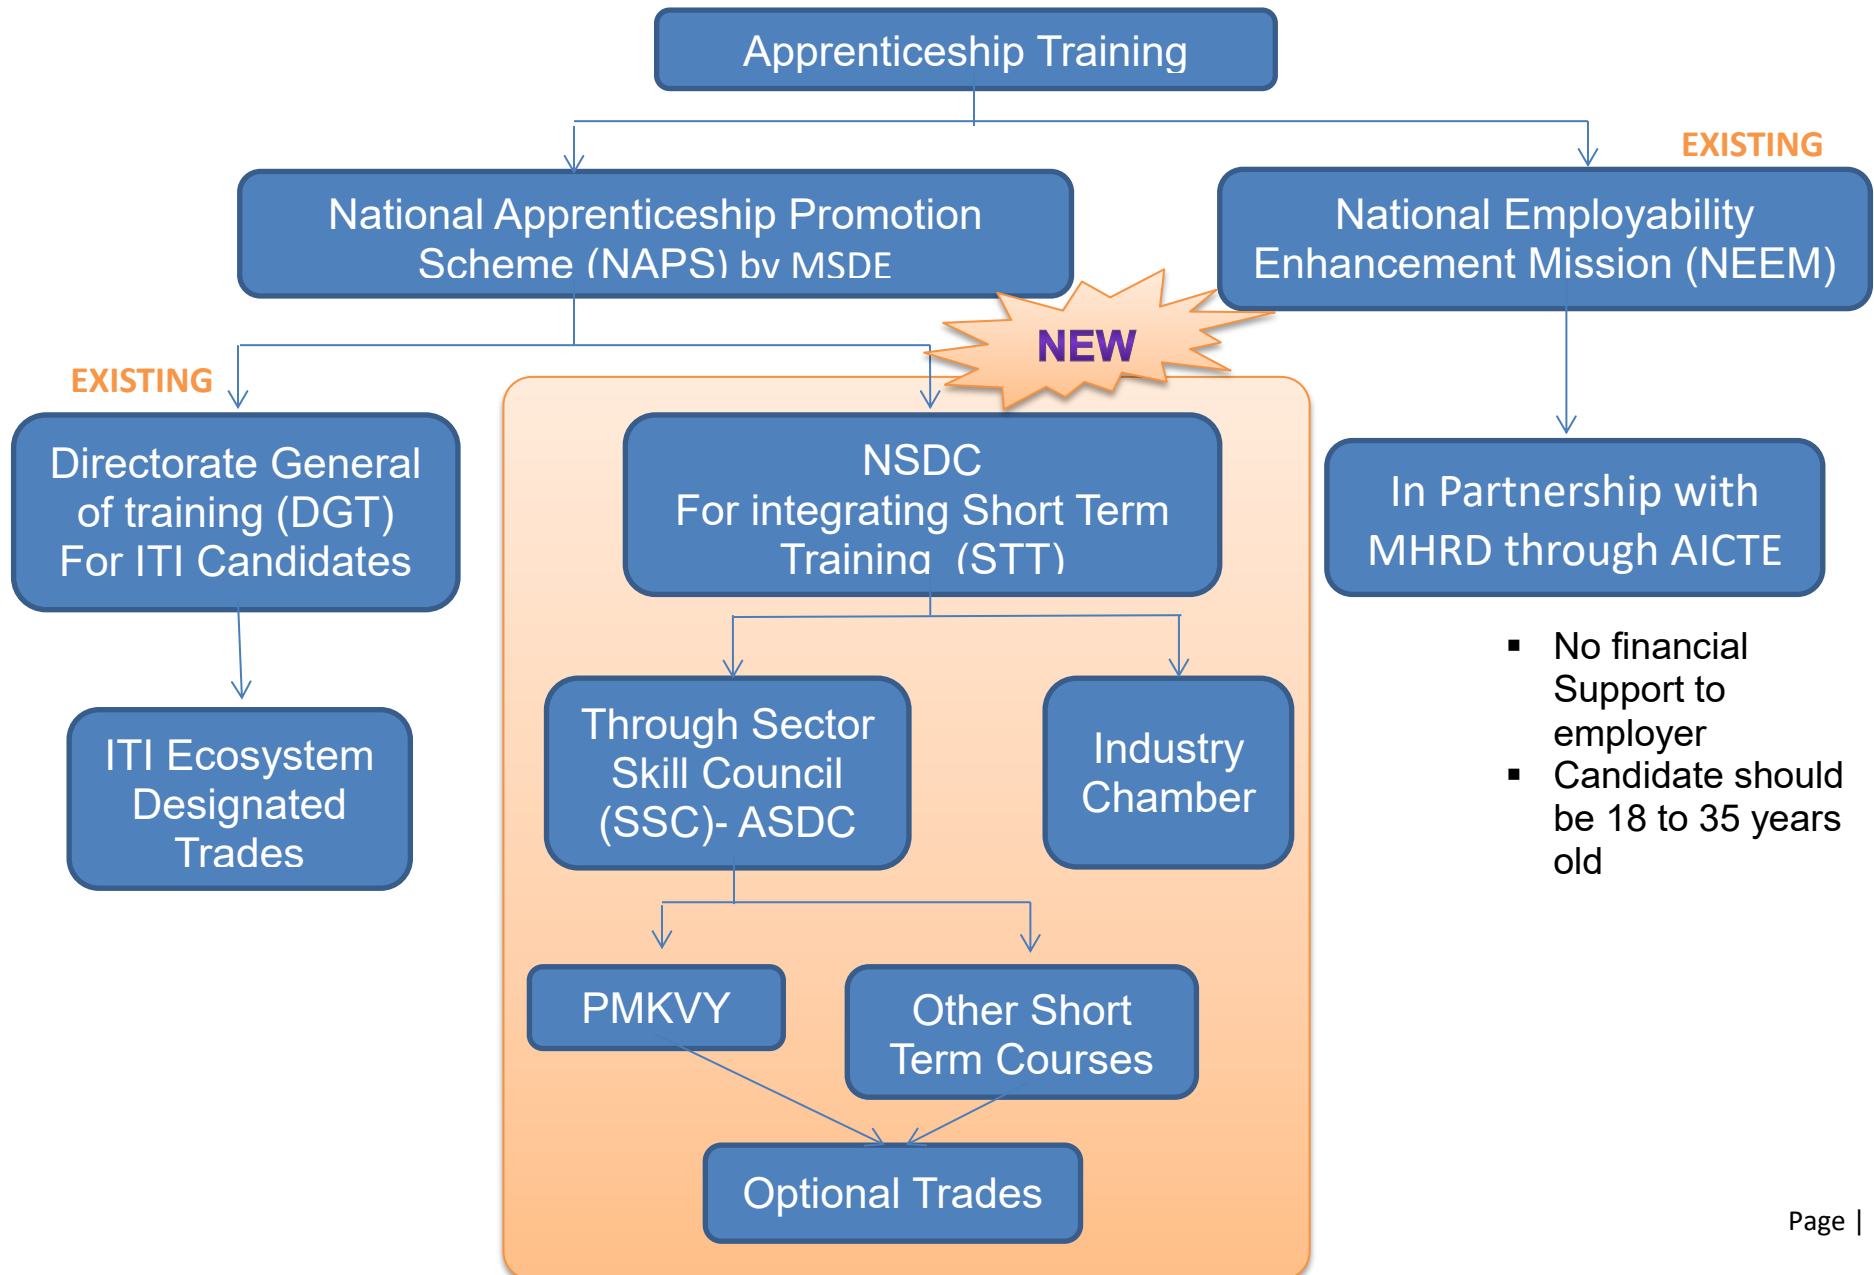 Apprenticeship Training
EXISTING
National Apprenticeship Promotion
Scheme (NAPS) by MSDE
National Employability
Enhancement Mission (NEEM)
NEW
EXISTING
Directorate General
of training (DGT)
For ITI Candidates
NSDC
For integrating Short Term
Training (STT)
In Partnership with
MHRD through AICTE
ITI Ecosystem
Designated
Trades
Through Sector
Skill Council
(SSC)- ASDC
Industry
Chamber
▪ No financial
Support to
employer
▪ Candidate should
be 18 to 35 years
old
PMKVY
Other Short
Term Courses
Optional Trades
Page |